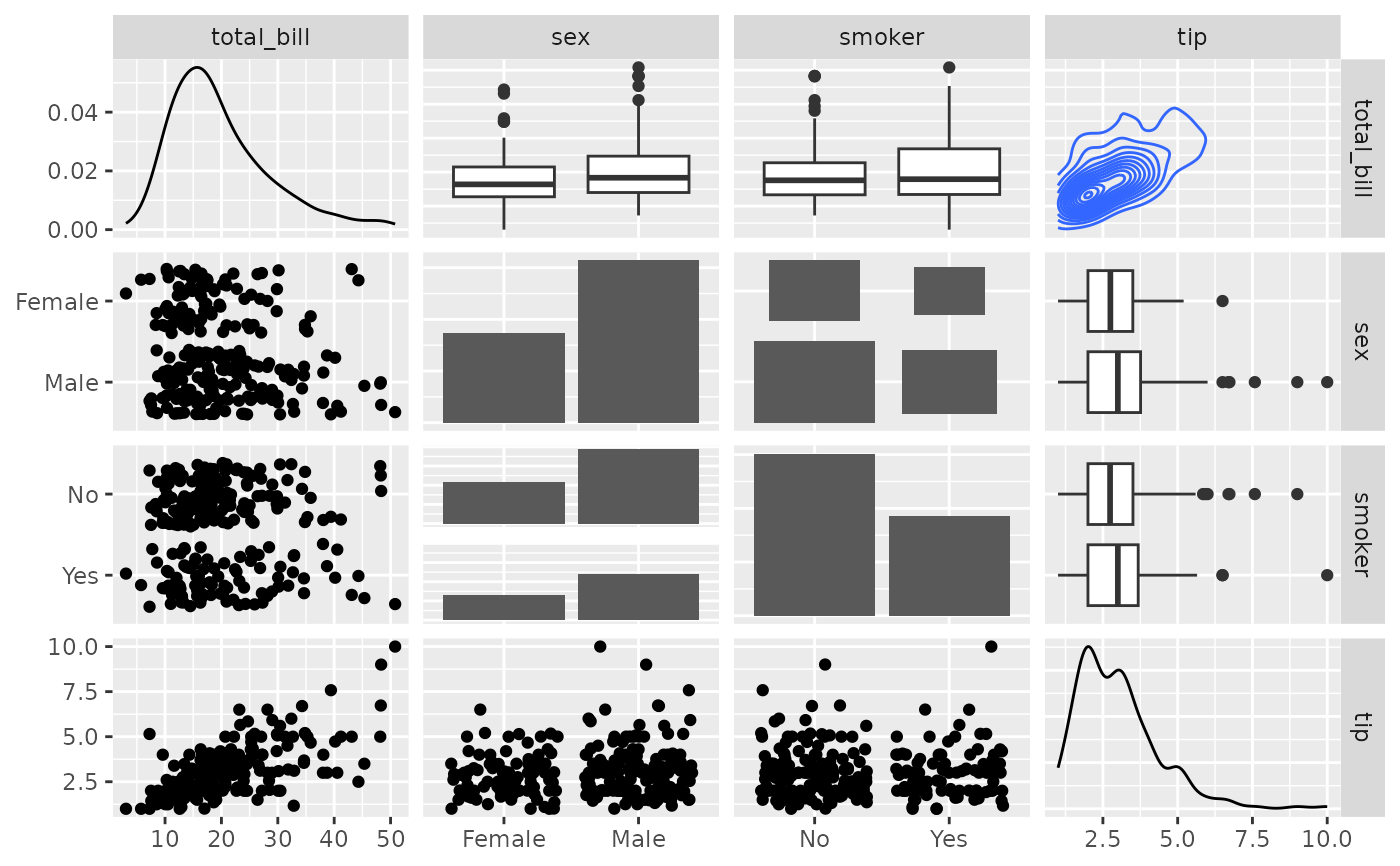 total_bill sex smoker tip
0.04
0.02
0.00
total_bill
Female
Male
sex
No
Yes
smoker
10.0
7.5
5.0
2.5
tip
10 20 30 40 50 Female Male No Yes 2.5 5.0 7.5 10.0